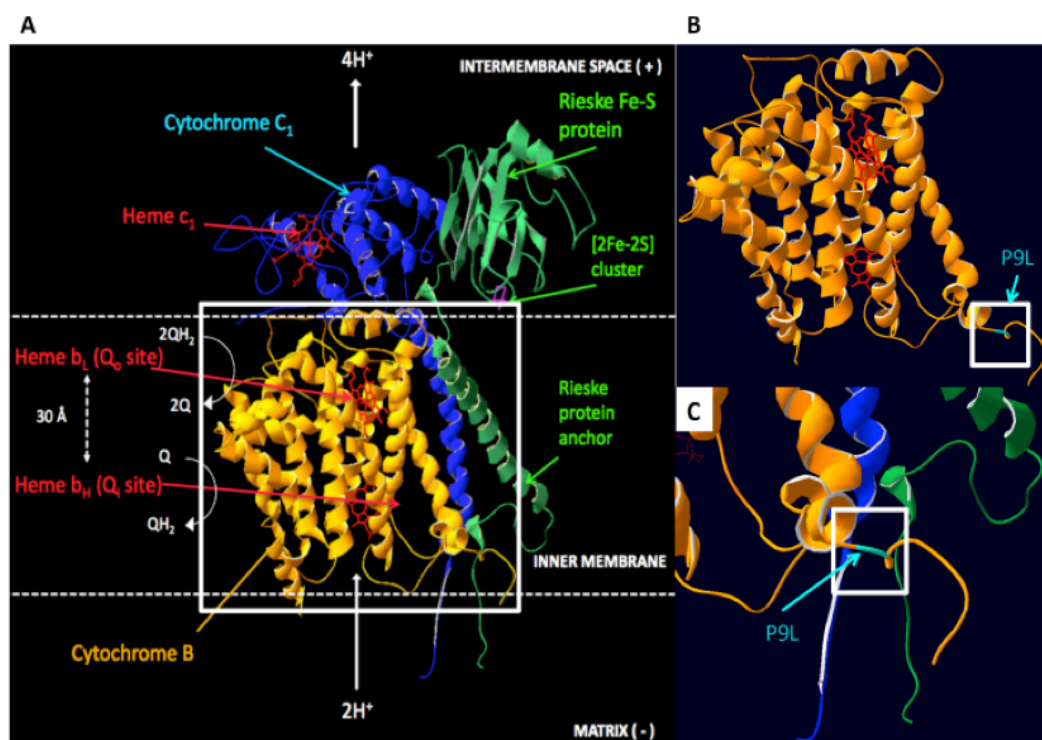 A
4H⁺
INTERMEMBRANE SPACE (+)
Rieske Fe-S
protein
Cytochrome C₁
Heme c₁
[2Fe-2S]
cluster
2QH₂
Heme bL (Qo site)
30 Å
2Q
Q
Heme bH (Qi site)
QH₂
Rieske
protein
anchor
INNER MEMBRANE
Cytochrome B
2H⁺
MATRIX (-)
B
P9L
C
P9L